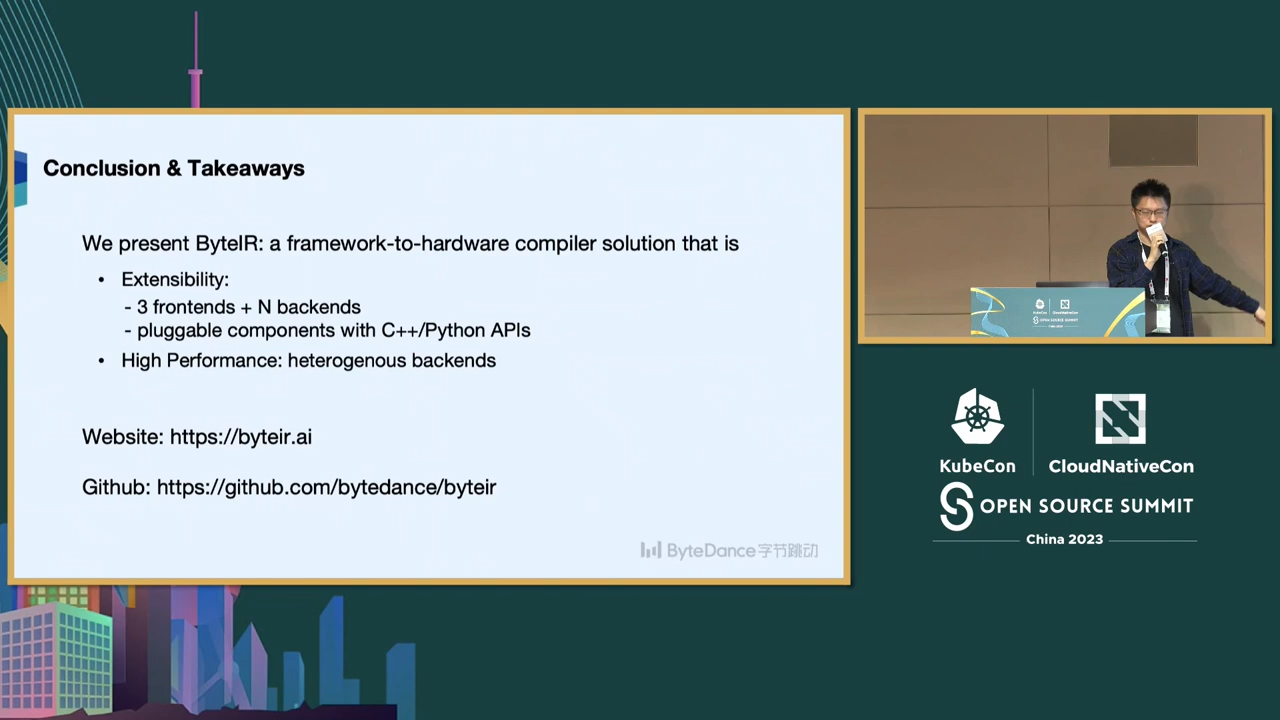 Conclusion & Takeaways
We present ByteIR: a framework-to-hardware compiler solution that is
• Extensibility:
- 3 frontends + N backends
- pluggable components with C++/Python APIs
• High Performance: heterogenous backends
Website: https://byteir.ai
Github: https://github.com/bytedance/byteir
ByteDance字节跳动
KubeCon
CloudNativeCon
OPEN SOURCE SUMMIT
China 2023